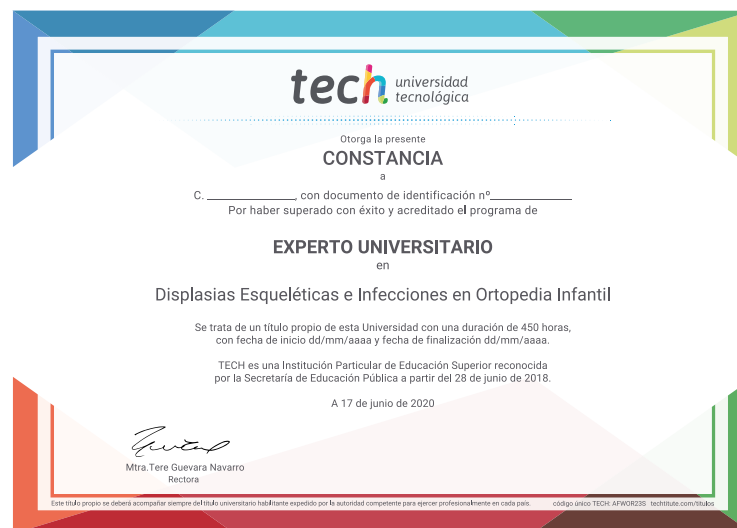 tech universidad
tecnológica
Otorga la presente
CONSTANCIA
a
C. ______________, con documento de identificación nº______________
Por haber superado con éxito y acreditado el programa de
EXPERTO UNIVERSITARIO
en
Displasias Esqueléticas e Infecciones en Ortopedia Infantil
Se trata de un título propio de esta Universidad con una duración de 450 horas,
con fecha de inicio dd/mm/aaaa y fecha de finalización dd/mm/aaaa.
TECH es una Institución Particular de Educación Superior reconocida
por la Secretaría de Educación Pública a partir del 28 de junio de 2018.
A 17 de junio de 2020
Mtra.Tere Guevara Navarro
Rectora
Este título propio se deberá acompañar siempre del título universitario habilitante expedido por la autoridad competente para ejercer profesionalmente en cada país. código único TECH: AFWOR23S techtitute.com/titulos